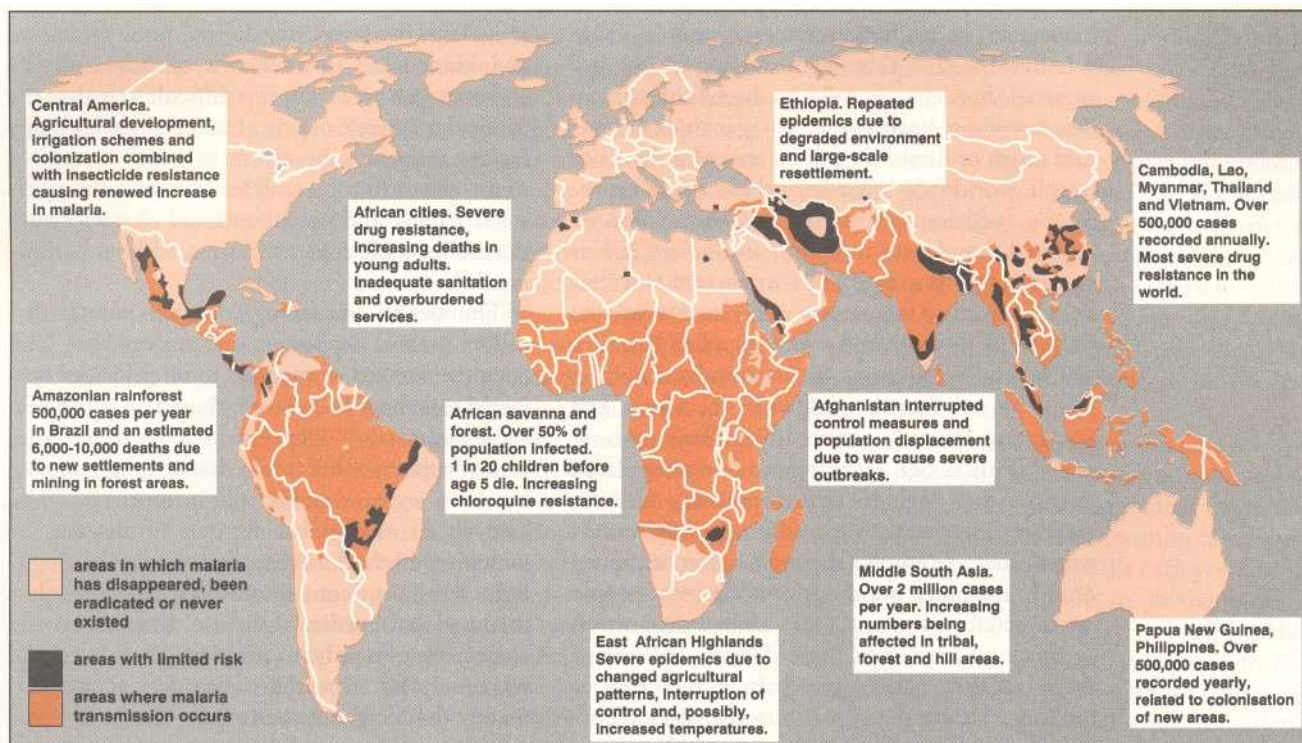 Central America.
Agricultural development,
irrigation schemes and
colonization combined
with insecticide resistance
causing renewed increase
in malaria.
African cities. Severe
drug resistance,
increasing deaths in
young adults.
Inadequate sanitation
and overburdened
services.
Ethiopia. Repeated
epidemics due to
degraded environment
and large-scale
resettlement.
Cambodia, Lao,
Myanmar, Thailand
and Vietnam. Over
500,000 cases
recorded annually.
Most severe drug
resistance in the
world.
Amazonian rainforest
500,000 cases per year
in Brazil and an estimated
6,000-10,000 deaths due
to new settlements and
mining in forest areas.
African savanna and
forest. Over 50% of
population infected.
1 in 20 children before
age 5 die. Increasing
chloroquine resistance.
Afghanistan interrupted
control measures and
population displacement
due to war cause severe
outbreaks.
areas in which malaria
has disappeared, been
eradicated or never
existed
areas with limited risk
areas where malaria
transmission occurs
East African Highlands
Severe epidemics due to
changed agricultural
patterns, interruption of
control and, possibly,
increased temperatures.
Middle South Asia.
Over 2 million cases
per year. Increasing
numbers being
affected in tribal,
forest and hill areas.
Papua New Guinea,
Philippines. Over
500,000 cases
recorded yearly,
related to colonisation
of new areas.